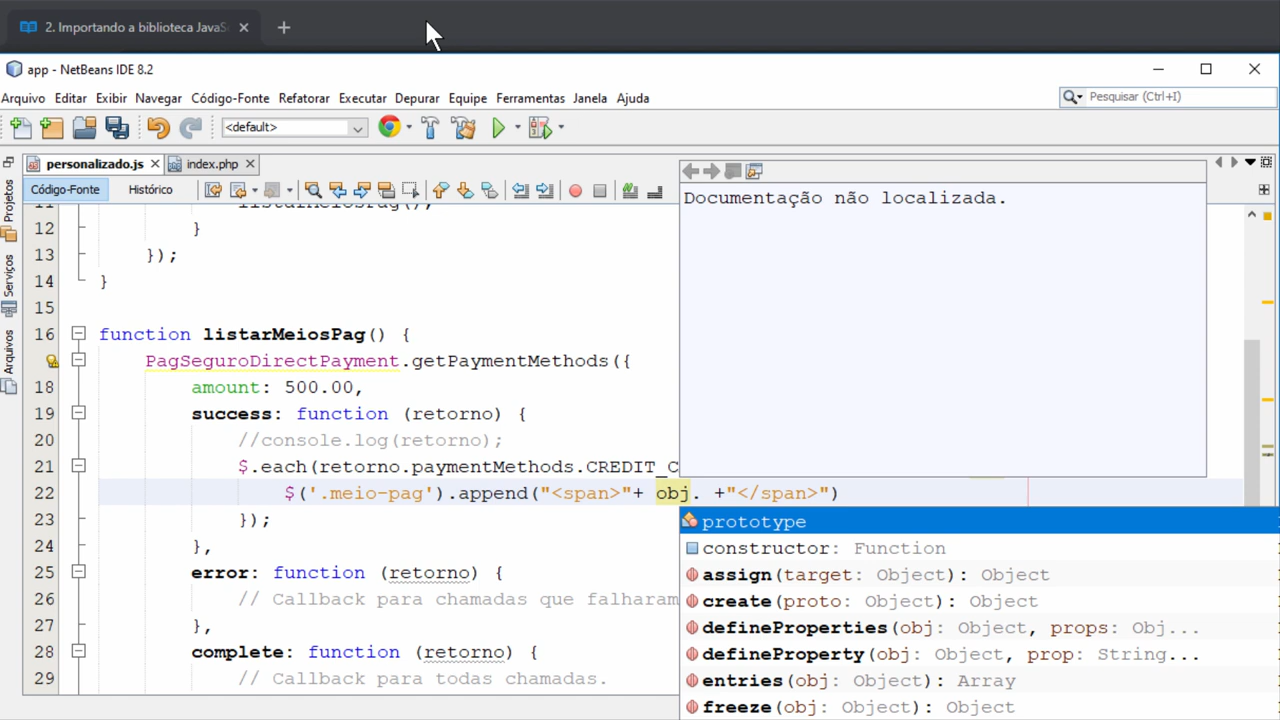 2. Importando a biblioteca JavaS
app - NetBeans IDE 8.2
Arquivo Editar Exibir Navegar Código-Fonte Refatorar Executar Depurar Equipe Ferramentas Janela Ajuda
Pesquisar (Ctrl+I)
<default>
personalizado.js
index.php
Código-Fonte
Histórico
Projetos
Serviços
Arquivos
Documentação não localizada.
11 listarMeiosPag();
12 }
13 });
14 }
15
16 function listarMeiosPag() {
PagSeguroDirectPayment.getPaymentMethods({
18 amount: 500.00,
19 success: function (retorno) {
20 //console.log(retorno);
21 $.each(retorno.paymentMethods.CREDIT_C
22 $('.meio-pag').append("<span>"+ obj. +"</span>")
23 });
24 },
25 error: function (retorno) {
26 // Callback para chamadas que falharam
27 },
28 complete: function (retorno) {
29 // Callback para todas chamadas.
prototype
constructor: Function
assign(target: Object): Object
create(proto: Object): Object
defineProperties(obj: Object, props: Obj...
defineProperty(obj: Object, prop: String...
entries(obj: Object): Array
freeze(obj: Object): Object